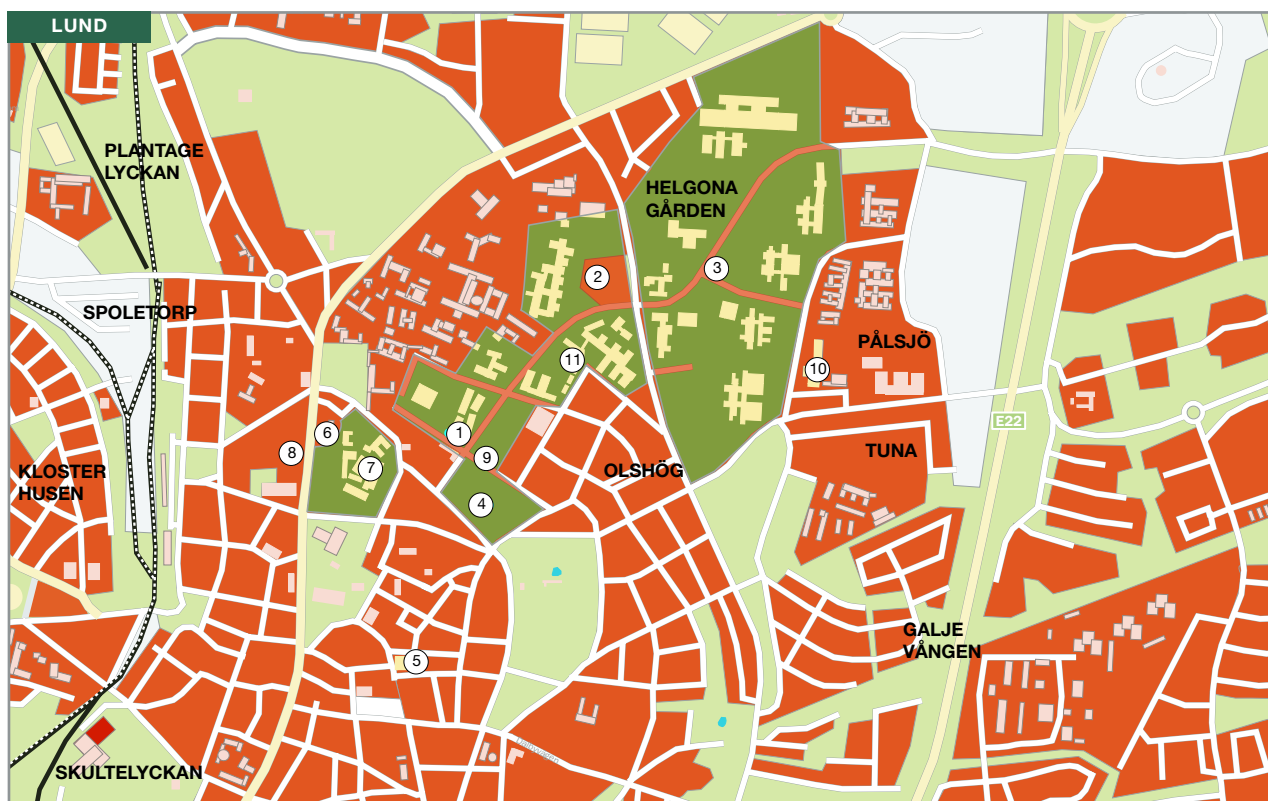 LUND
PLANTAGE
LYCKAN
HELGONA
GÅRDEN
2
3
SPOLETORP
PÅLSJÖ
11
10
E22
1
6
8
9
7
TUNA
KLOSTER
HUSEN
OLSHÖG
4
GALJE
VÅNGEN
5
SKULTELYCKAN